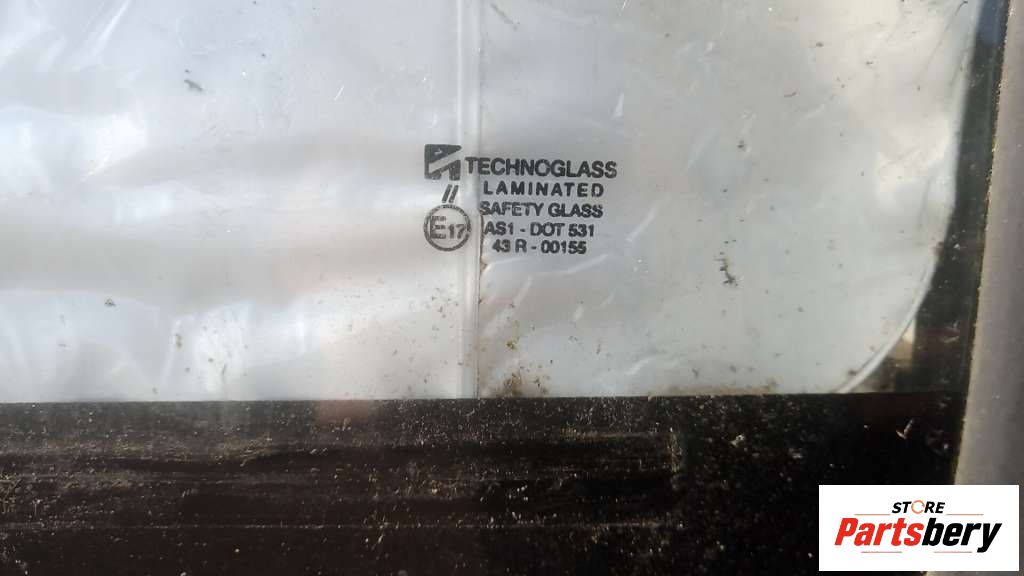 TECHNOGLASS
LAMINATED
//
SAFETY GLASS
E17
AS1 - DOT 531
43 R - 00155
STORE
Partsbery